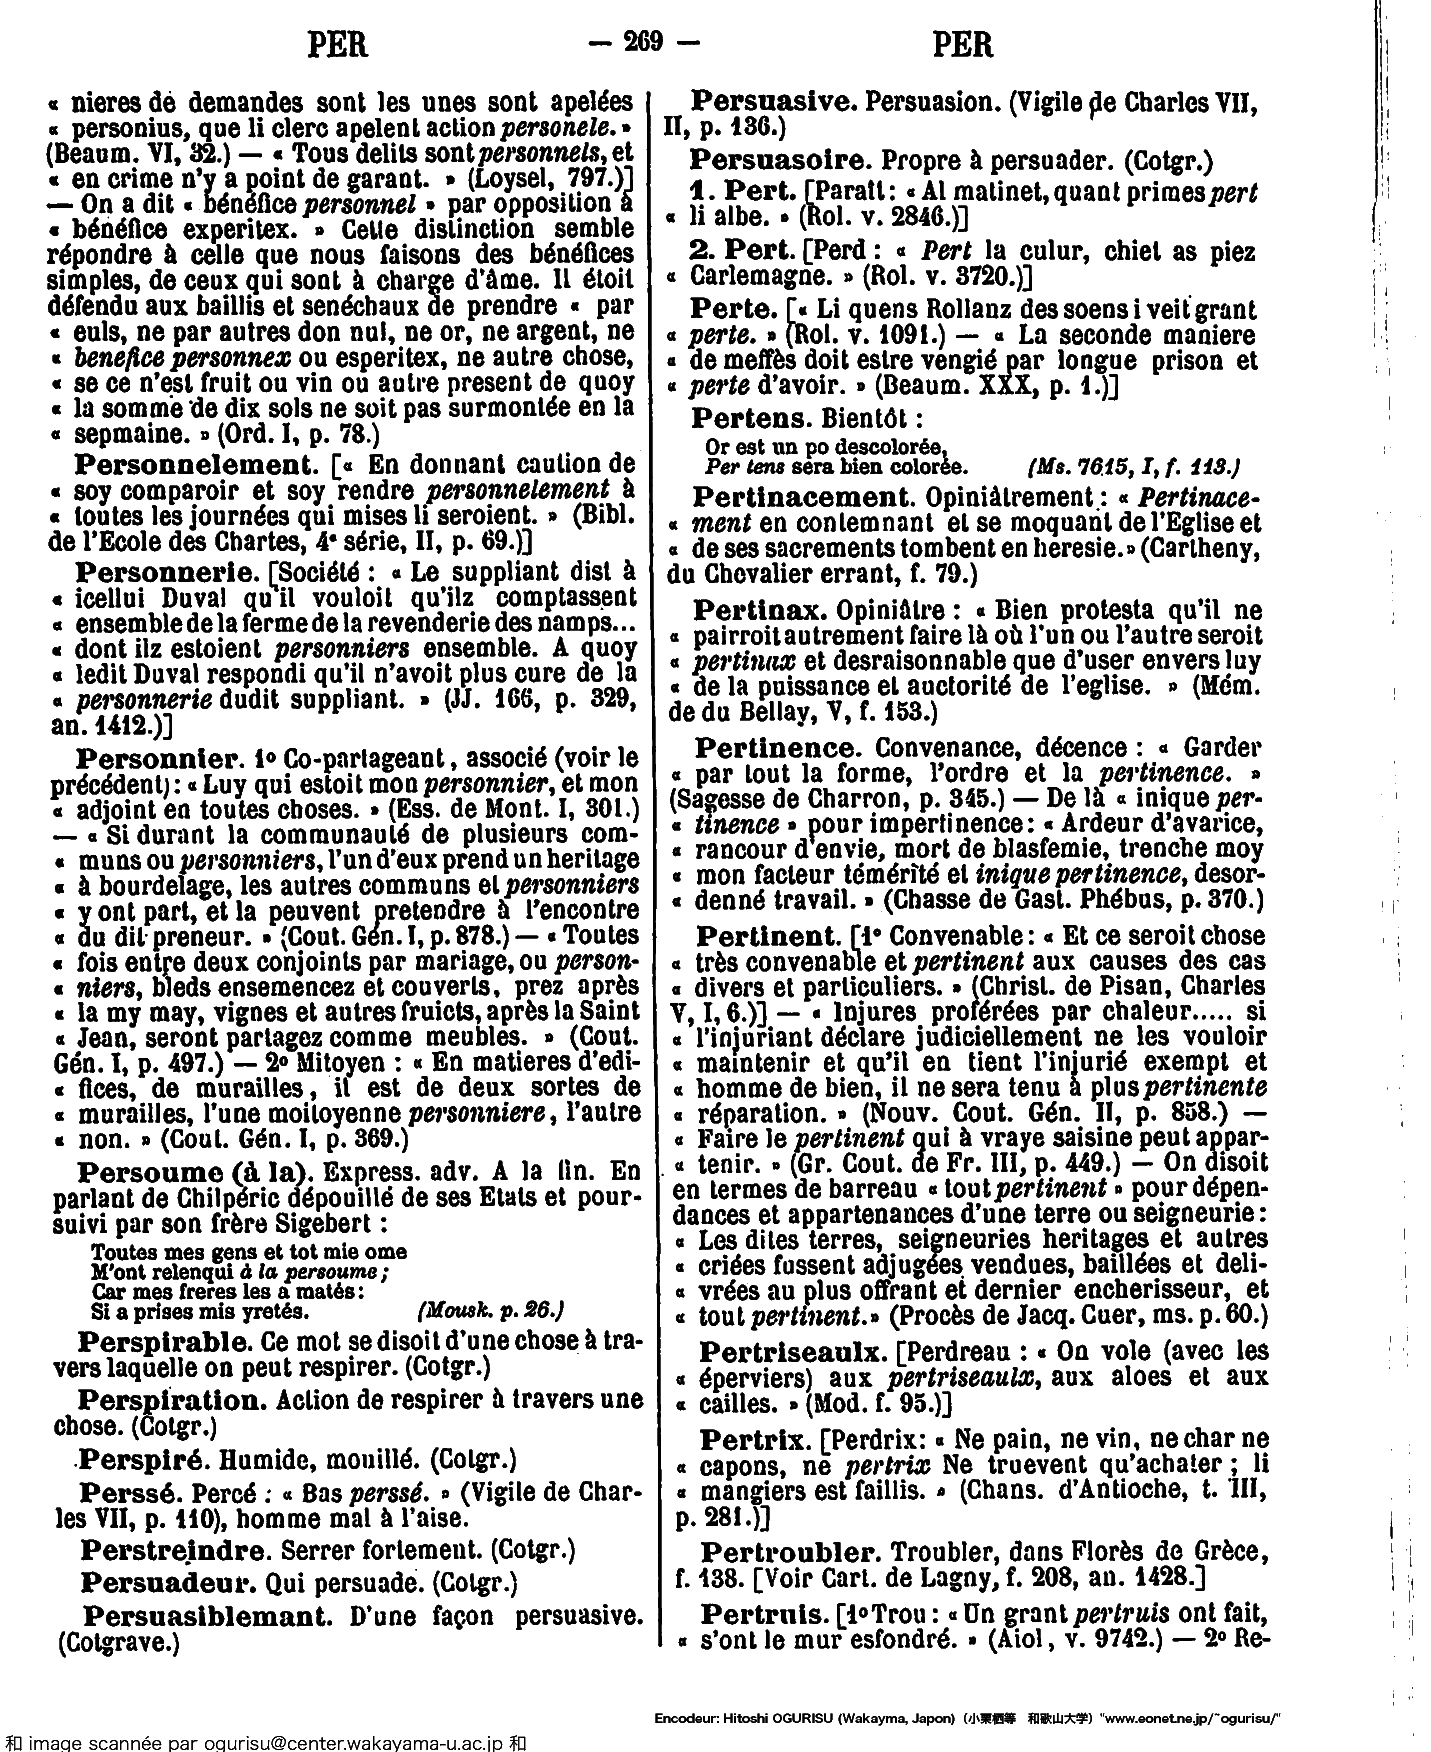 PER — 269 — PER
« nieres de demandes sont les unes sont apelées
« personius, que li clerc apelent action personele. »
(Beaum. VI, 32.) — « Tous delits sont personnels, et
« en crime n'y a point de garant. » (Loysel, 797.)]
— On a dit « bénéfice personnel » par opposition à
« bénéfice experitex. » Cette distinction semble
répondre à celle que nous faisons des bénéfices
simples, de ceux qui sont à charge d'âme. Il étoit
défendu aux baillis et senéchaux de prendre « par
« euls, ne par autres don nul, ne or, ne argent, ne
« benefice personnex ou esperitex, ne autre chose,
« se ce n'est fruit ou vin ou autre present de quoy
« la somme de dix sols ne soit pas surmontée en la
« sepmaine. » (Ord. I, p. 78.)
Personnelement. [« En donnant caution de
« soy comparoir et soy rendre personnelement à
« toutes les journées qui mises li seroient. » (Bibl.
de l'Ecole des Chartes, 4e série, II, p. 69.)]
Personnerie. [Société : « Le suppliant dist à
« icellui Duval qu'il vouloit qu'ilz comptassent
« ensemble de la ferme de la revenderie des namps...
« dont ilz estoient personniers ensemble. A quoy
« ledit Duval respondi qu'il n'avoit plus cure de la
« personnerie dudit suppliant. » (JJ. 166, p. 329,
an. 1412.)]
Personnier. 1º Co-partageant, associé (voir le
précédent) : « Luy qui estoit mon personnier, et mon
« adjoint en toutes choses. » (Ess. de Mont. I, 301.)
— « Si durant la communauté de plusieurs com-
« muns ou personniers, l'un d'eux prend un heritage
« à bourdelage, les autres communs et personniers
« y ont part, et la peuvent pretendre à l'encontre
« du dit preneur. » (Cout. Gén. I, p. 878.) — « Toutes
« fois entre deux conjoints par mariage, ou person-
« niers, bleds ensemencez et couverts, prez après
« la my may, vignes et autres fruicts, après la Saint
« Jean, seront partagez comme meubles. » (Cout.
Gén. I, p. 497.) — 2º Mitoyen : « En matieres d'edi-
« fices, de murailles, il est de deux sortes de
« murailles, l'une moitoyenne personniere, l'autre
« non. » (Cout. Gén. I, p. 369.)
Persoume (à la). Express. adv. A la fin. En
parlant de Chilpéric dépouillé de ses Etats et pour-
suivi par son frère Sigebert :
Toutes mes gens et tot mie ome
M'ont relenqui à la persoume ;
Car mes freres les a matés :
Si a prises mis yretés. (Mousk. p. 26.)
Perspirable. Ce mot se disoit d'une chose à tra-
vers laquelle on peut respirer. (Cotgr.)
Perspiration. Action de respirer à travers une
chose. (Cotgr.)
Perspiré. Humide, mouillé. (Cotgr.)
Perssé. Percé : « Bas perssé. » (Vigile de Char-
les VII, p. 110), homme mal à l'aise.
Perstreindre. Serrer fortement. (Cotgr.)
Persuadeur. Qui persuade. (Cotgr.)
Persuasiblemant. D'une façon persuasive.
(Cotgrave.)
Persuasive. Persuasion. (Vigile de Charles VII,
II, p. 136.)
Persuasoire. Propre à persuader. (Cotgr.)
1. Pert. [Paraît : « Al matinet, quant primes pert
« li albe. » (Rol. v. 2846.)]
2. Pert. [Perd : « Pert la culur, chiet as piez
« Carlemagne. » (Rol. v. 3720.)]
Perte. [« Li quens Rollanz des soens i veit grant
« perte. » (Rol. v. 1091.) — « La seconde maniere
« de meffès doit estre vengié par longue prison et
« perte d'avoir. » (Beaum. XXX, p. 1.)]
Pertens. Bientôt :
Or est un po descolorée,
Per tens sera bien colorée. (Ms. 7615, I, f. 113.)
Pertinacement. Opiniâtrement : « Pertinace-
« ment en contemnant et se moquant de l'Eglise et
« de ses sacrements tombent en heresie. » (Cartheny,
du Chevalier errant, f. 79.)
Pertinax. Opiniâtre : « Bien protesta qu'il ne
« pairroit autrement faire là où l'un ou l'autre seroit
« pertinax et desraisonnable que d'user envers luy
« de la puissance et auctorité de l'eglise. » (Mém.
de du Bellay, V, f. 153.)
Pertinence. Convenance, décence : « Garder
« par tout la forme, l'ordre et la pertinence. »
(Sagesse de Charron, p. 345.) — De là « inique per-
« tinence » pour impertinence : « Ardeur d'avarice,
« rancour d'envie, mort de blasfemie, trenche moy
« mon facteur témérité et inique pertinence, desor-
« denné travail. » (Chasse de Gast. Phébus, p. 370.)
Pertinent. [1º Convenable : « Et ce seroit chose
« très convenable et pertinent aux causes des cas
« divers et particuliers. » (Christ. de Pisan, Charles
V, I, 6.)] — « Injures proférées par chaleur..... si
« l'injuriant déclare judiciellement ne les vouloir
« maintenir et qu'il en tient l'injurié exempt et
« homme de bien, il ne sera tenu à plus pertinente
« réparation. » (Nouv. Cout. Gén. II, p. 858.) —
« Faire le pertinent qui à vraye saisine peut appar-
« tenir. » (Gr. Cout. de Fr. III, p. 449.) — On disoit
en termes de barreau « tout pertinent » pour dépen-
dances et appartenances d'une terre ou seigneurie :
« Les dites terres, seigneuries heritages et autres
« criées fussent adjugées vendues, baillées et deli-
« vrées au plus offrant et dernier encherisseur, et
« tout pertinent. » (Procès de Jacq. Cuer, ms. p. 60.)
Pertriseaulx. [Perdreau : « On vole (avec les
« éperviers) aux pertriseaulx, aux aloes et aux
« cailles. » (Mod. f. 95.)]
Pertrix. [Perdrix : « Ne pain, ne vin, ne char ne
« capons, ne pertrix Ne truevent qu'achater ; li
« mangiers est faillis. » (Chans. d'Antioche, t. III,
p. 281.)]
Pertroubler. Troubler, dans Florès de Grèce,
f. 138. [Voir Cart. de Lagny, f. 208, an. 1428.]
Pertruis. [1º Trou : « Un grant pertruis ont fait,
« s'ont le mur esfondré. » (Aiol, v. 9742.) — 2º Re-
Encodeur: Hitoshi OGURISU (Wakayma, Japon) (小栗栖等 和歌山大学) "www.eonet.ne.jp/~ogurisu/"
和 image scannée par ogurisu@center.wakayama-u.ac.jp 和